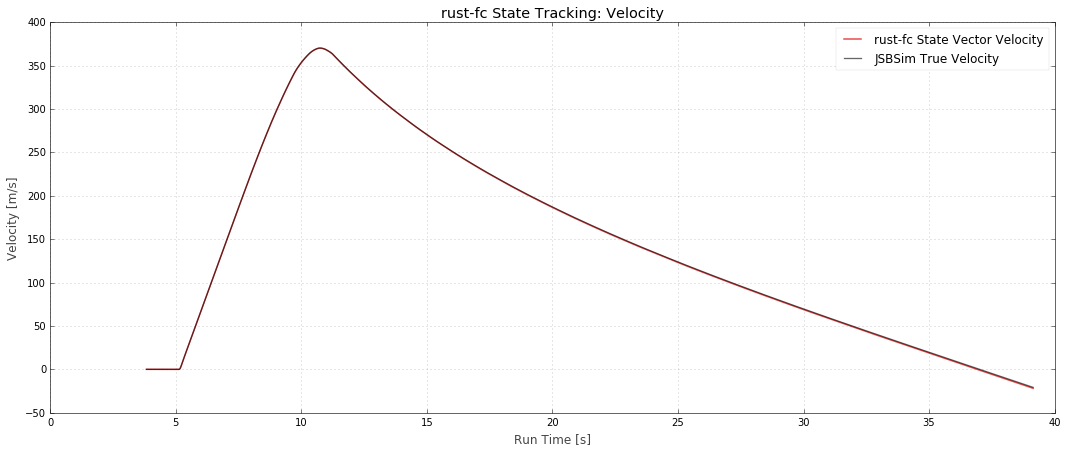 rust-fc State Tracking: Velocity
400
350
300
250
200
150
100
50
0
−50
Velocity [m/s]
rust-fc State Vector Velocity
JSBSim True Velocity
0 5 10 15 20 25 30 35 40
Run Time [s]